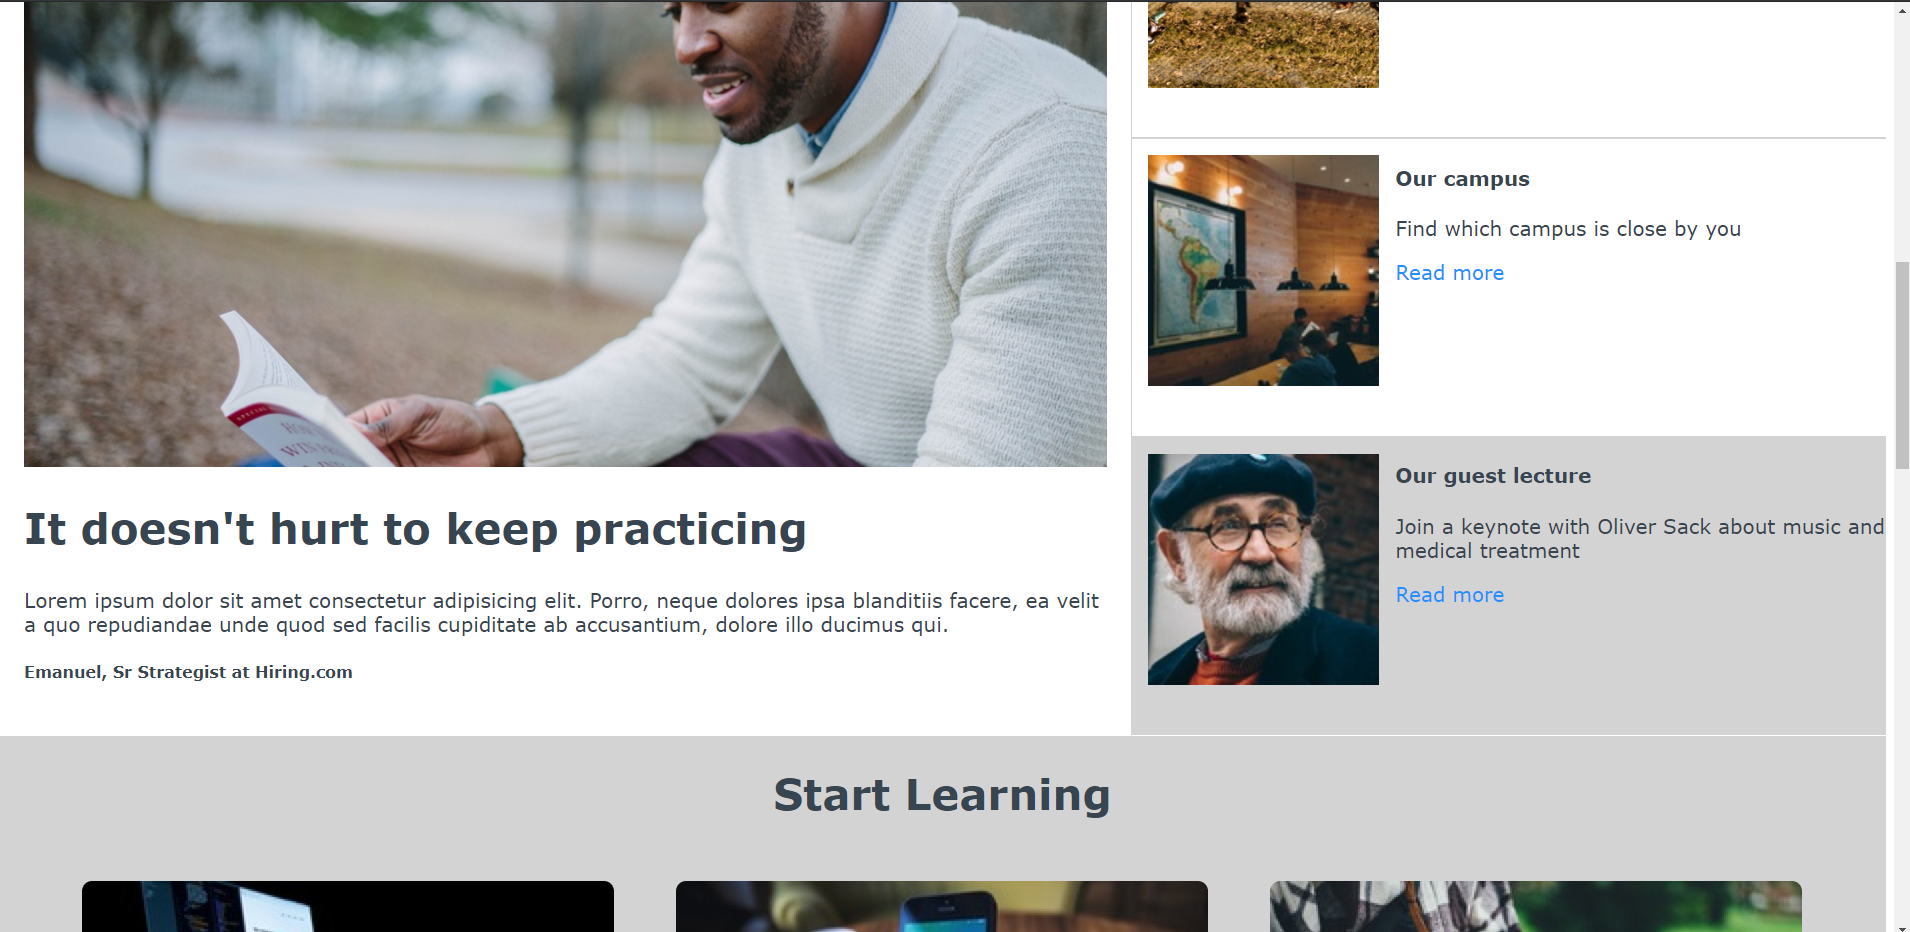 Our campus
Find which campus is close by you
Read more
Our guest lecture
Join a keynote with Oliver Sack about music and
medical treatment
Read more
It doesn't hurt to keep practicing
Lorem ipsum dolor sit amet consectetur adipisicing elit. Porro, neque dolores ipsa blanditiis facere, ea velit
a quo repudiandae unde quod sed facilis cupiditate ab accusantium, dolore illo ducimus qui.
Emanuel, Sr Strategist at Hiring.com
Start Learning